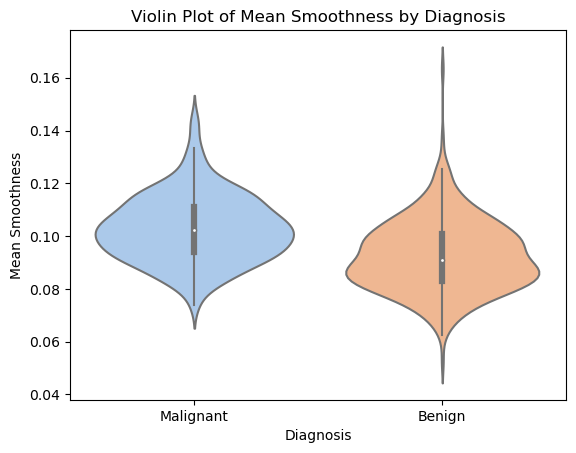 Violin Plot of Mean Smoothness by Diagnosis
Mean Smoothness
0.16
0.14
0.12
0.10
0.08
0.06
0.04
Malignant
Benign
Diagnosis